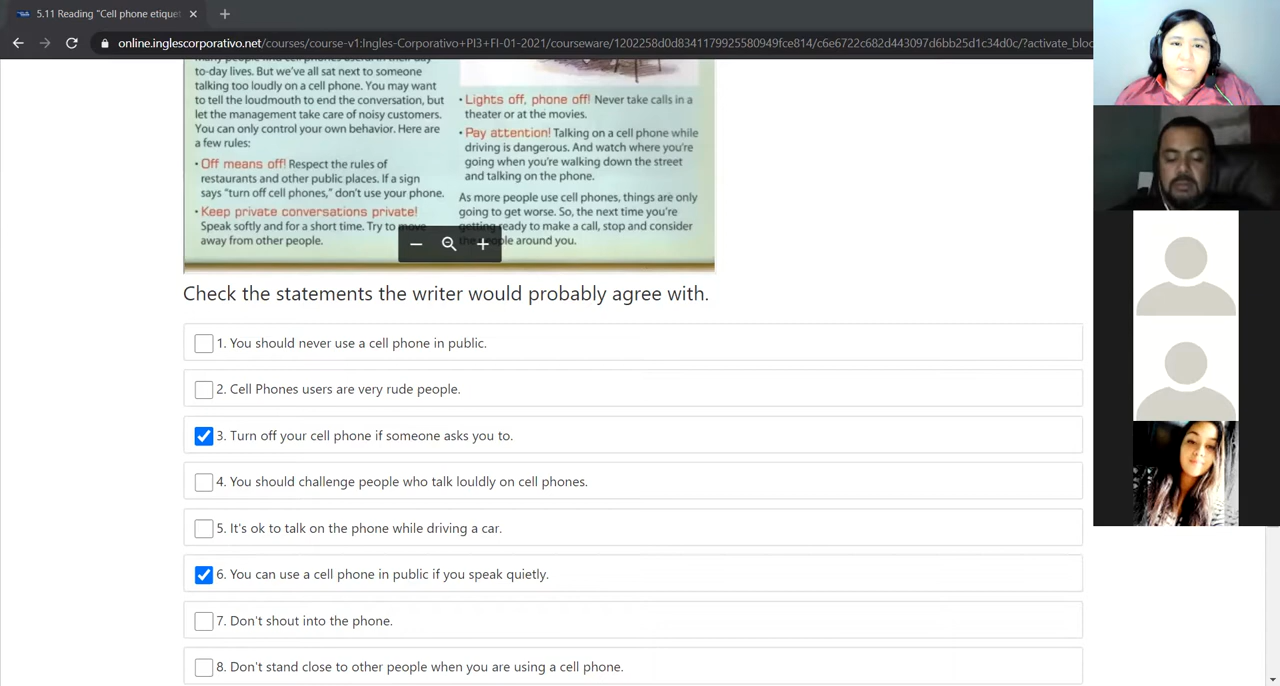 5.11 Reading "Cell phone etiquet
online.inglescorporativo.net/courses/course-v1:Ingles-Corporativo+PI3+FI-01-2021/courseware/1202258d0d8341179925580949fce814/c6e6722c682d443097d6bb25d1c34d0c/?activate_bloc
Many people find cell phones useful in their day-
to-day lives. But we've all sat next to someone
talking too loudly on a cell phone. You may want
to tell the loudmouth to end the conversation, but
let the management take care of noisy customers.
You can only control your own behavior. Here are
a few rules:
• Off means off! Respect the rules of
restaurants and other public places. If a sign
says "turn off cell phones," don't use your phone.
• Keep private conversations private!
Speak softly and for a short time. Try to move
away from other people.
• Lights off, phone off! Never take calls in a
theater or at the movies.
• Pay attention! Talking on a cell phone while
driving is dangerous. And watch where you're
going when you're walking down the street
and talking on the phone.
As more people use cell phones, things are only
going to get worse. So, the next time you're
getting ready to make a call, stop and consider
the people around you.
Check the statements the writer would probably agree with.
1. You should never use a cell phone in public.
2. Cell Phones users are very rude people.
3. Turn off your cell phone if someone asks you to.
4. You should challenge people who talk louldly on cell phones.
5. It's ok to talk on the phone while driving a car.
6. You can use a cell phone in public if you speak quietly.
7. Don't shout into the phone.
8. Don't stand close to other people when you are using a cell phone.